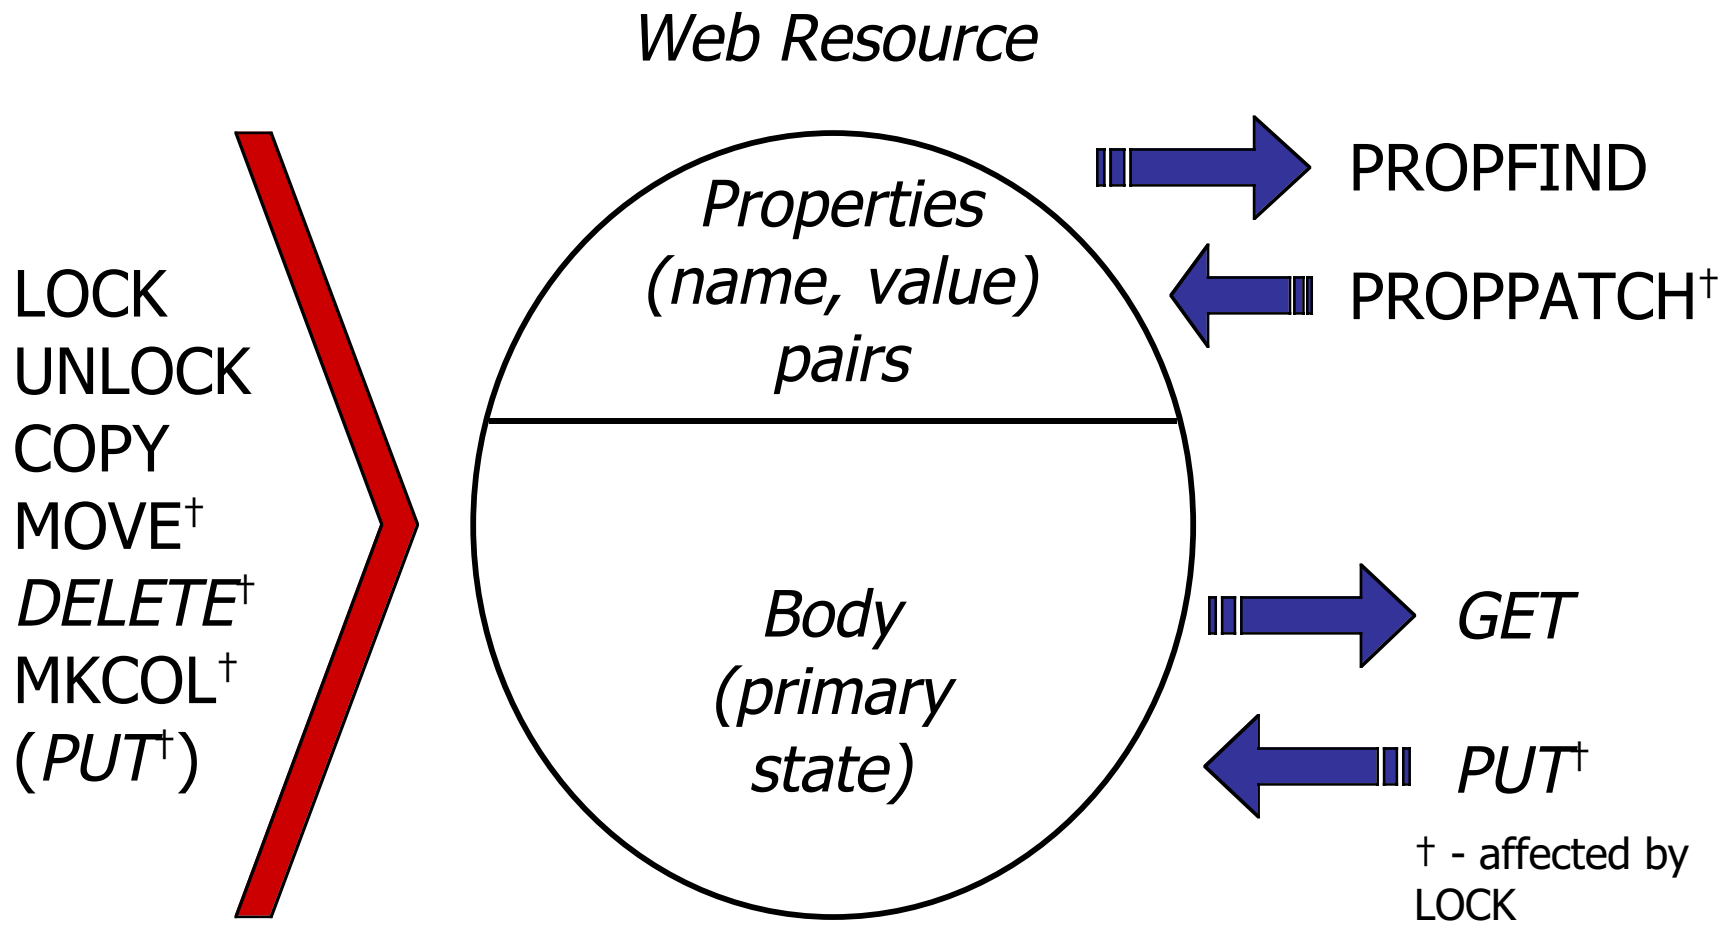 Web Resource
Properties
(name, value)
pairs
PROPFIND
PROPPATCH†
LOCK
UNLOCK
COPY
MOVE†
DELETE†
MKCOL†
(PUT†)
Body
(primary
state)
GET
PUT†
† - affected by
LOCK